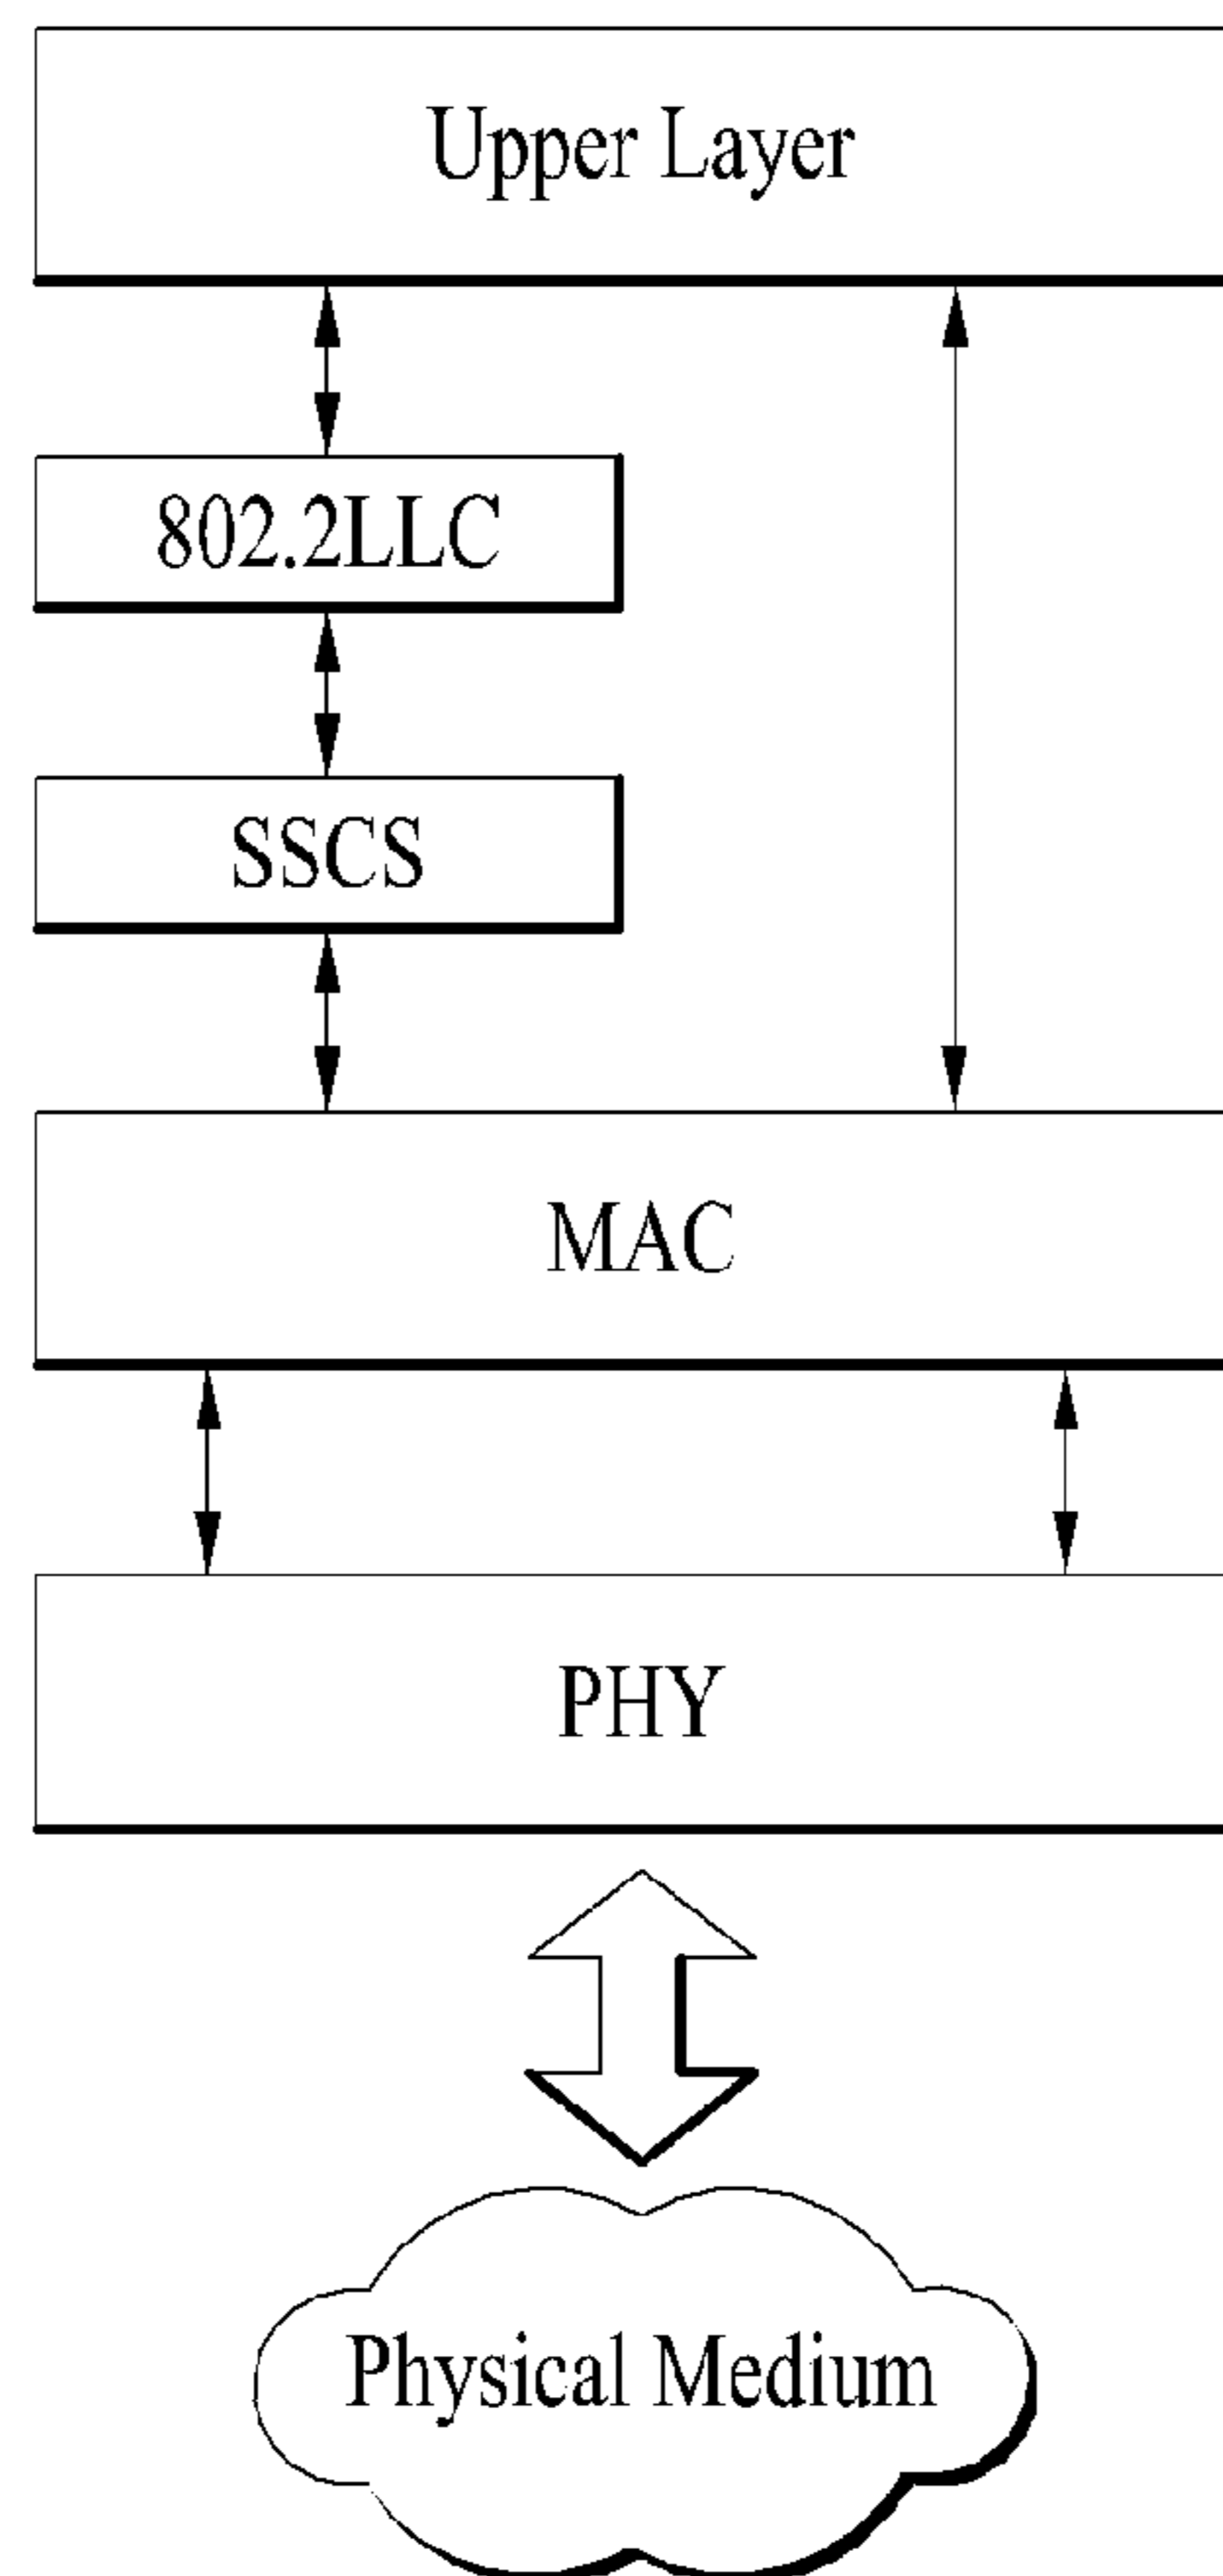 Upper Layer
802.2LLC
SSCS
MAC
PHY
Physical Medium